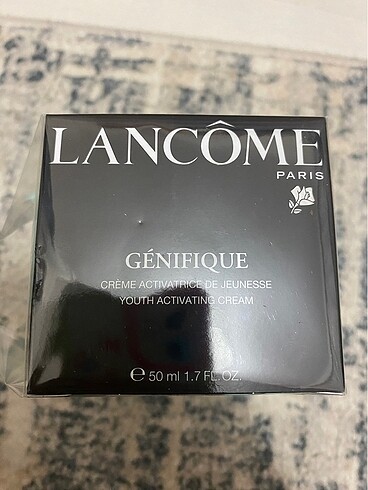 LANCÔME
PARIS
GÉNIFIQUE
CRÈME ACTIVATRICE DE JEUNESSE
YOUTH ACTIVATING CREAM
℮ 50 ml 1.7 FL. OZ.